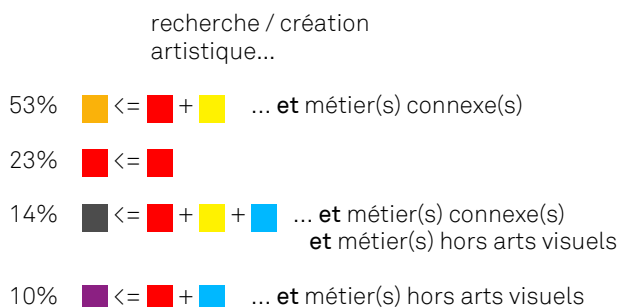 recherche / création
artistique...
53% <= + ... et métier(s) connexe(s)
23% <=
14% <= + + ... et métier(s) connexe(s)
et métier(s) hors arts visuels
10% <= + ... et métier(s) hors arts visuels